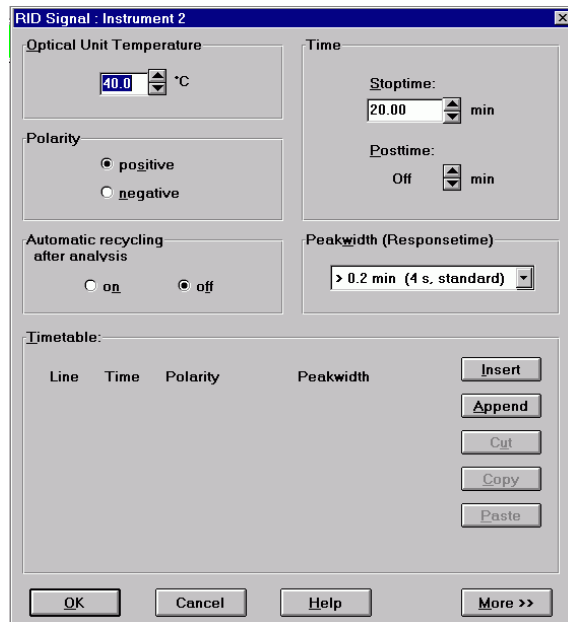 RID Signal : Instrument 2
Optical Unit Temperature
40.0 °C
Polarity
positive
negative
Automatic recycling
after analysis
on off
Time
Stoptime:
20.00 min
Posttime:
Off min
Peakwidth (Responsetime)
> 0.2 min (4 s, standard)
Timetable:
Line Time Polarity Peakwidth
Insert
Append
Cut
Copy
Paste
OK Cancel Help More >>